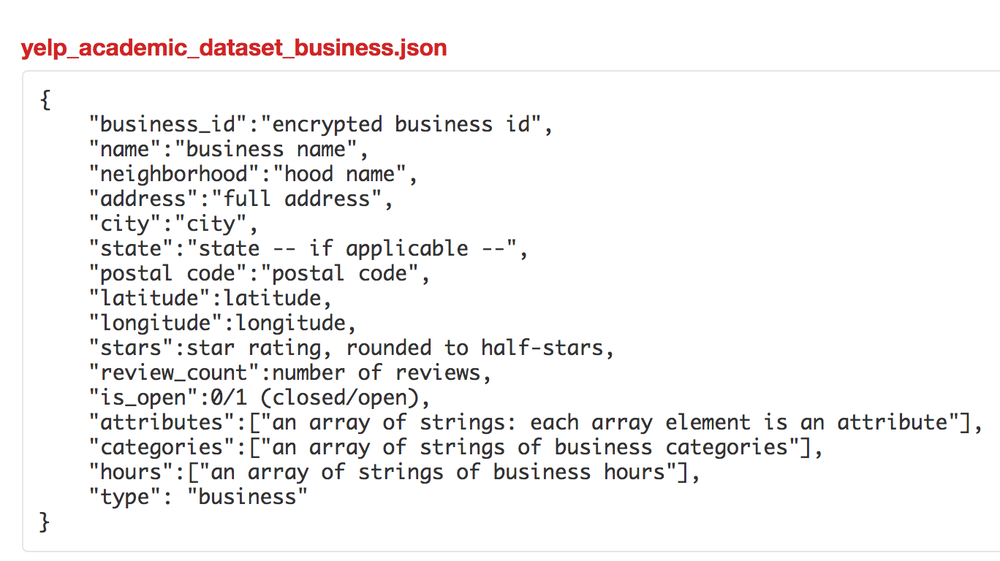 yelp_academic_dataset_business.json
{
    "business_id":"encrypted business id",
    "name":"business name",
    "neighborhood":"hood name",
    "address":"full address",
    "city":"city",
    "state":"state -- if applicable --",
    "postal code":"postal code",
    "latitude":latitude,
    "longitude":longitude,
    "stars":star rating, rounded to half-stars,
    "review_count":number of reviews,
    "is_open":0/1 (closed/open),
    "attributes":["an array of strings: each array element is an attribute"],
    "categories":["an array of strings of business categories"],
    "hours":["an array of strings of business hours"],
    "type": "business"
}